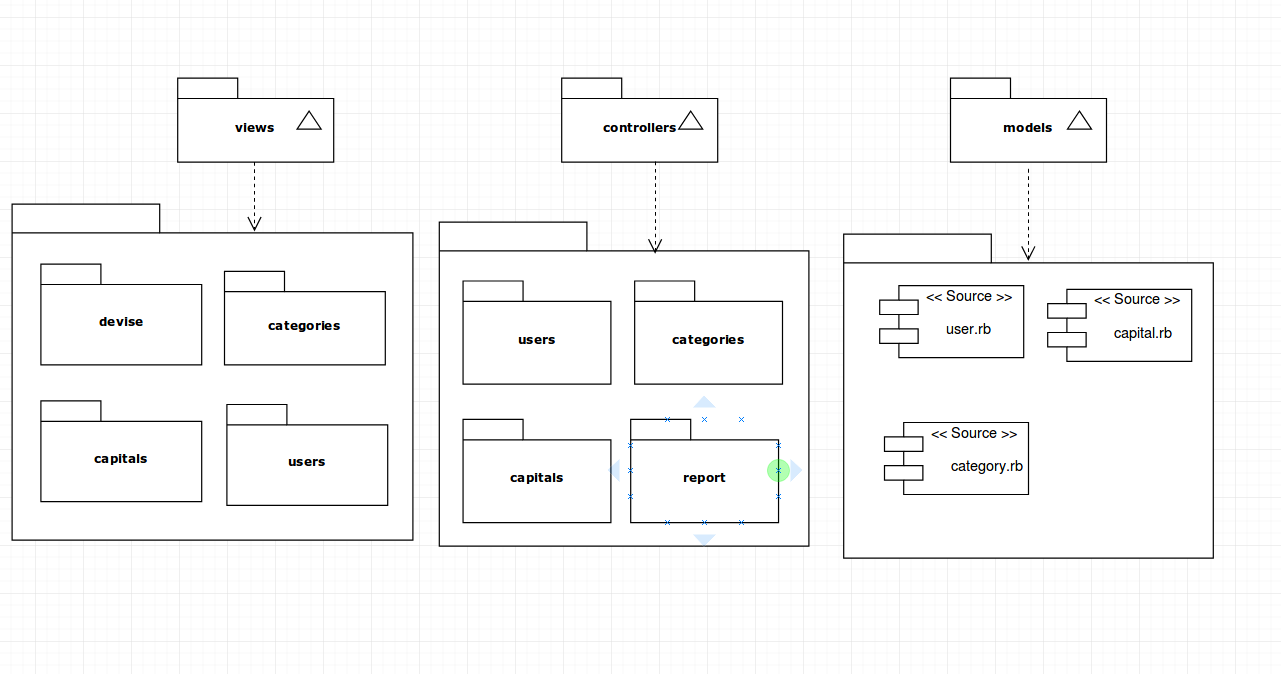 views
controllers
models
devise
categories
capitals
users
users
categories
capitals
report
<< Source >>
user.rb
<< Source >>
capital.rb
<< Source >>
category.rb